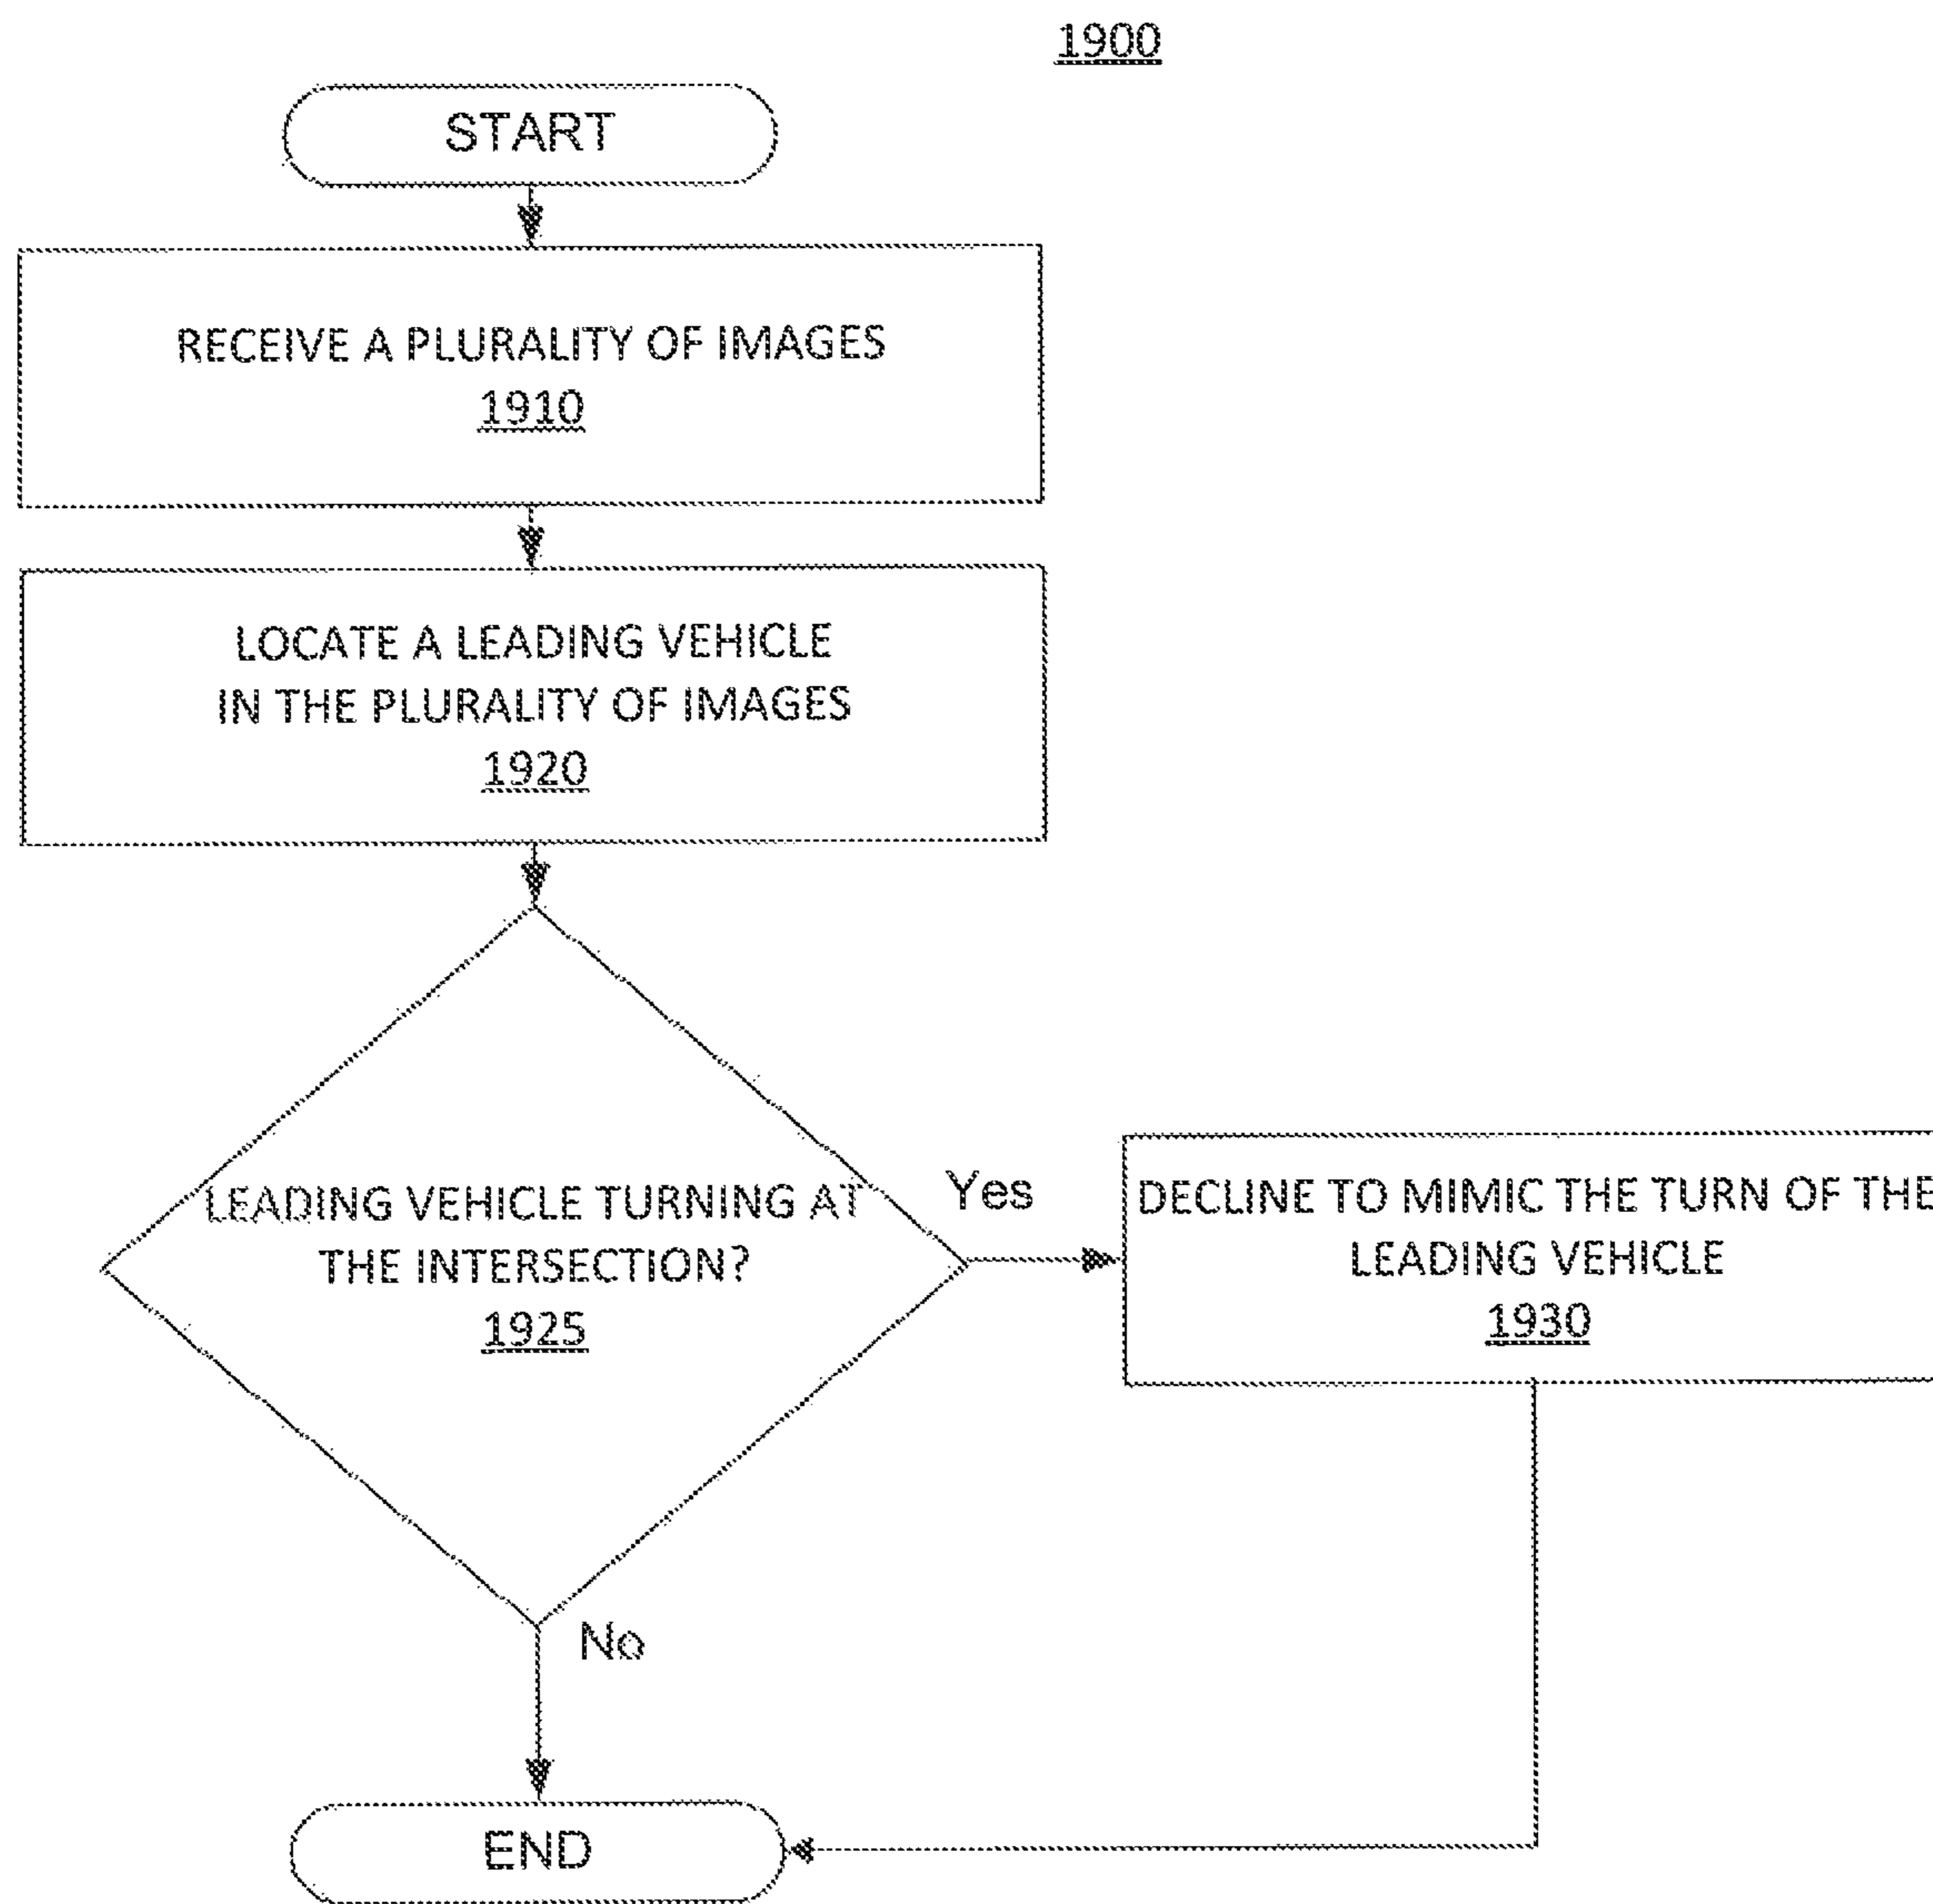 1900
START
RECEIVE A PLURALITY OF IMAGES
1910
LOCATE A LEADING VEHICLE
IN THE PLURALITY OF IMAGES
1920
LEADING VEHICLE TURNING AT
THE INTERSECTION?
1925
Yes
DECLINE TO MIMIC THE TURN OF THE
LEADING VEHICLE
1930
No
END